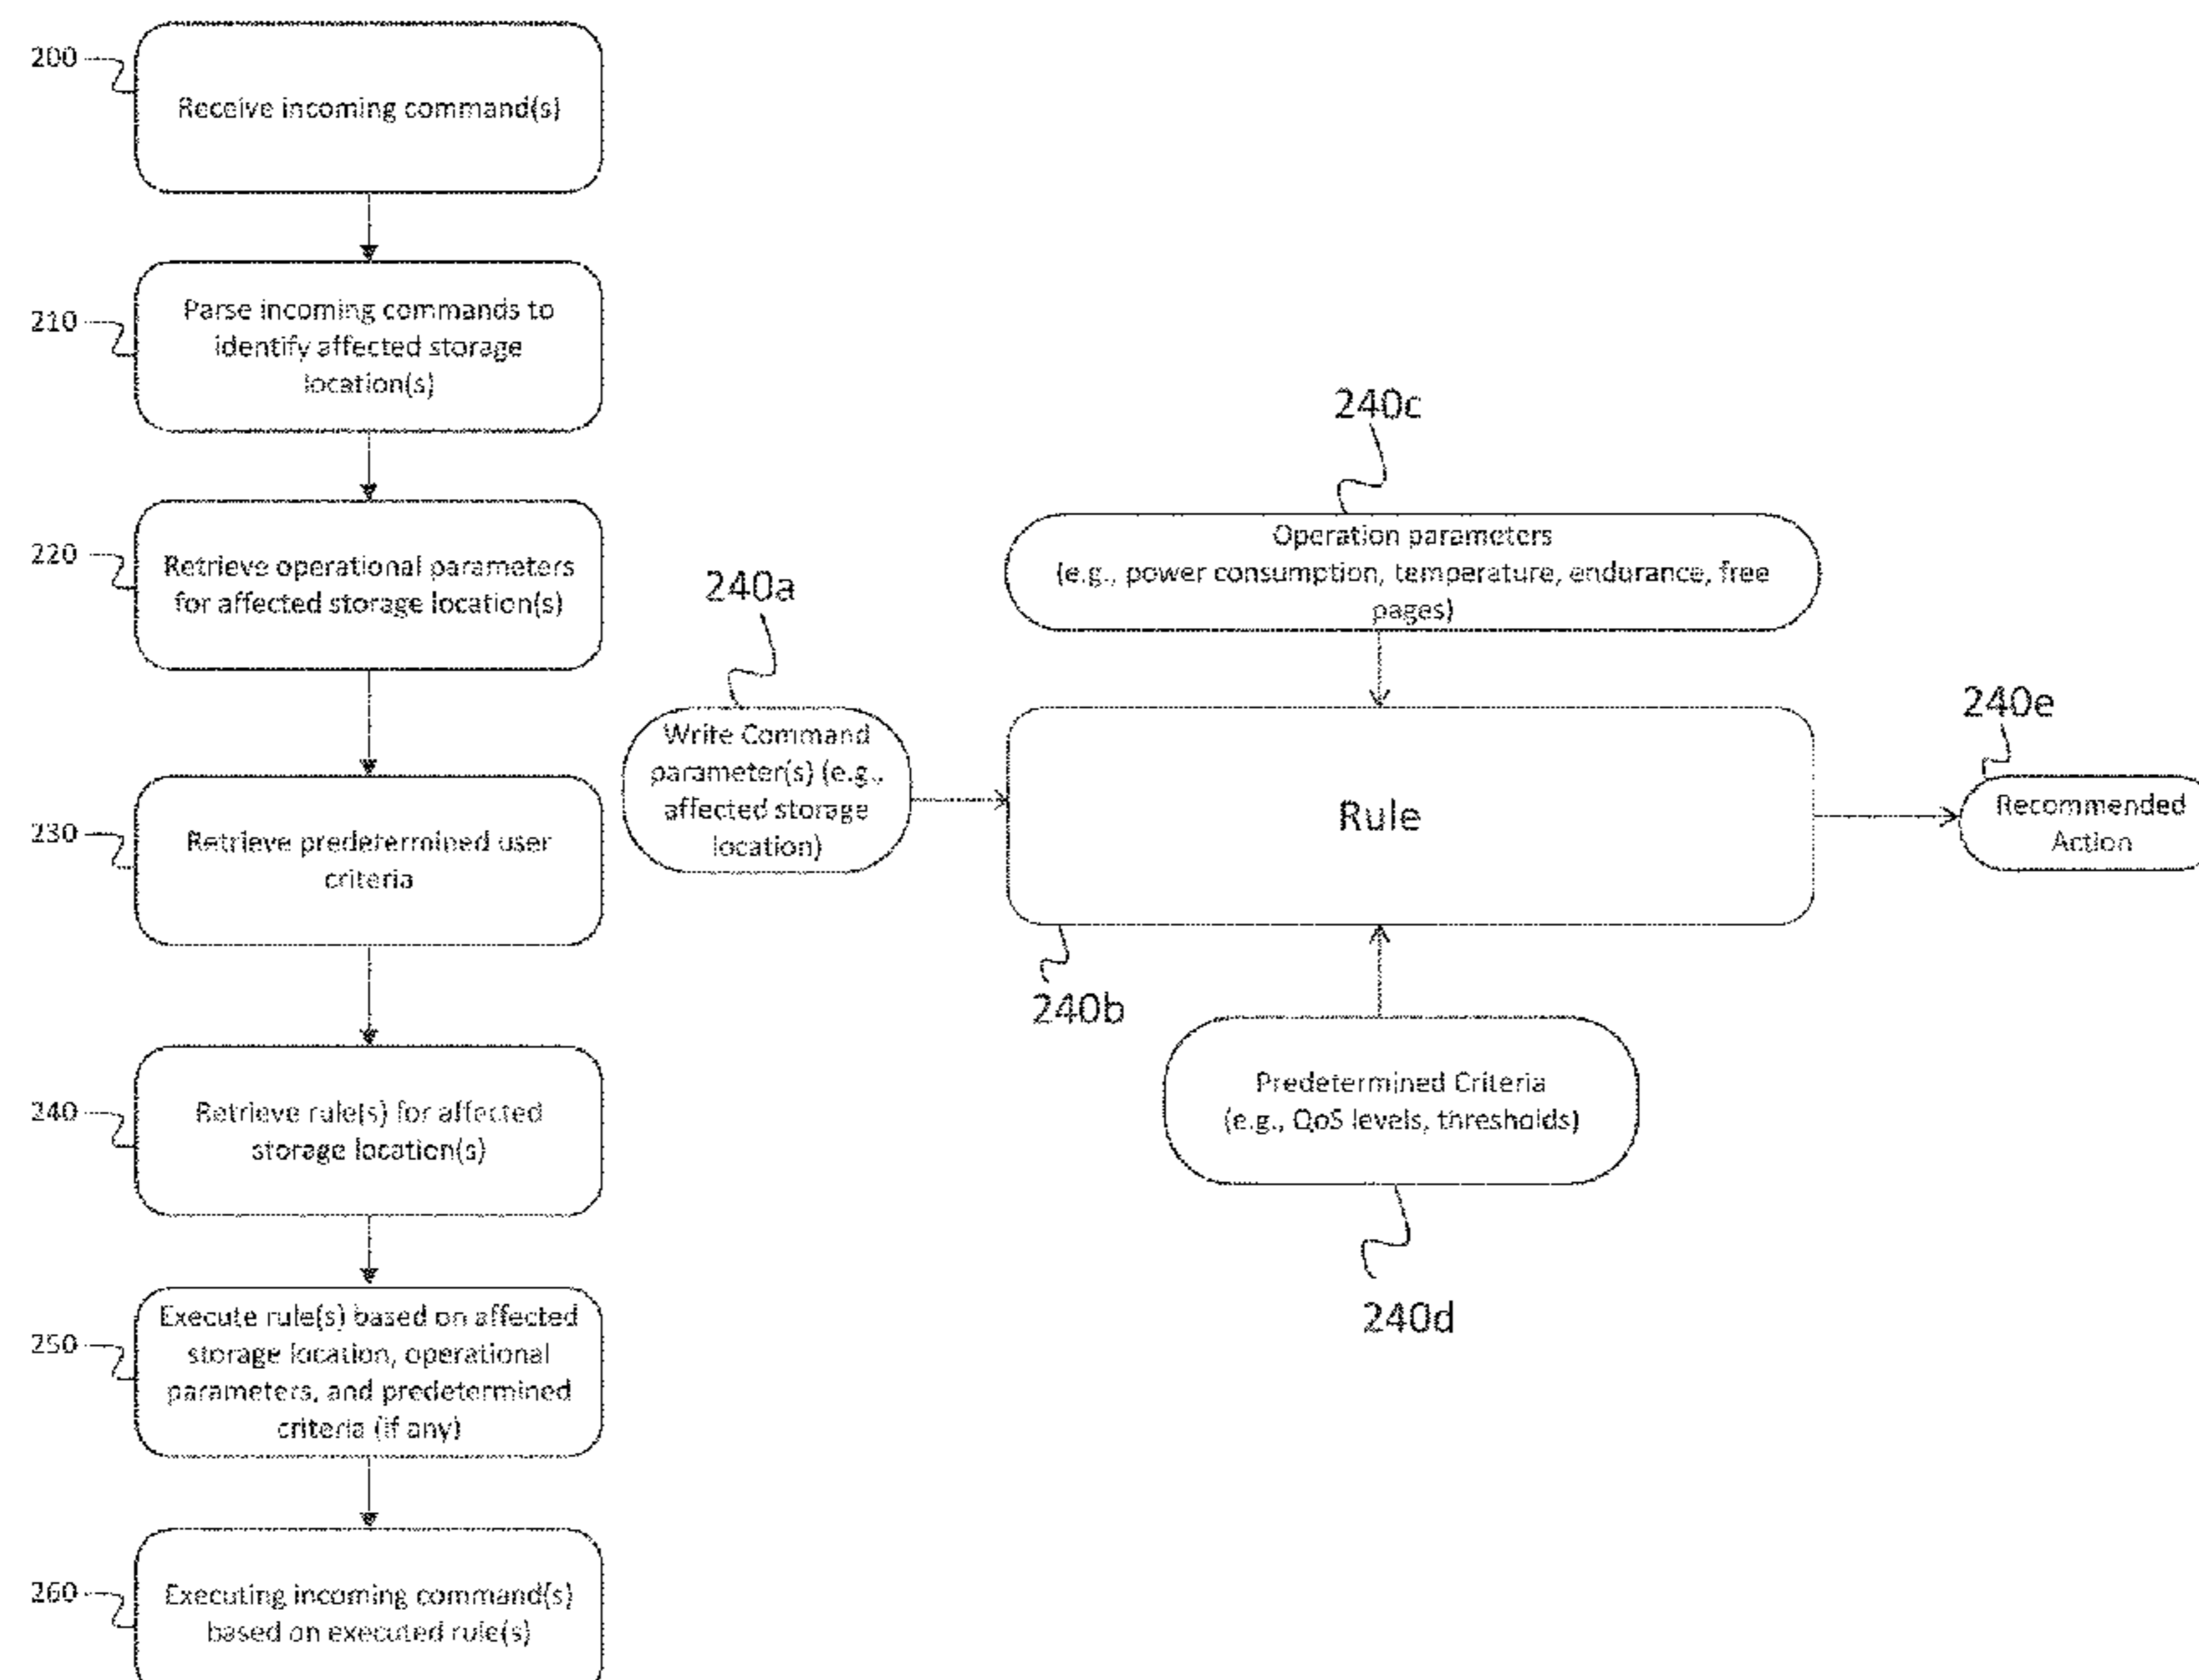 200
Receive incoming command(s)
210
Parse incoming commands to
identify affected storage
location(s)
220
Retrieve operational parameters
for affected storage location(s)
230
Retrieve predetermined user
criteria
240
Retrieve rule(s) for affected
storage location(s)
250
Execute rule(s) based on affected
storage location, operational
parameters, and predetermined
criteria (if any)
260
Executing incoming command(s)
based on executed rule(s)
240a
Write Command
parameter(s) (e.g.,
affected storage
location)
240c
Operation parameters
(e.g., power consumption, temperature, endurance, free
pages)
Rule
240b
Predetermined Criteria
(e.g., QoS levels, thresholds)
240d
240e
Recommended
Action